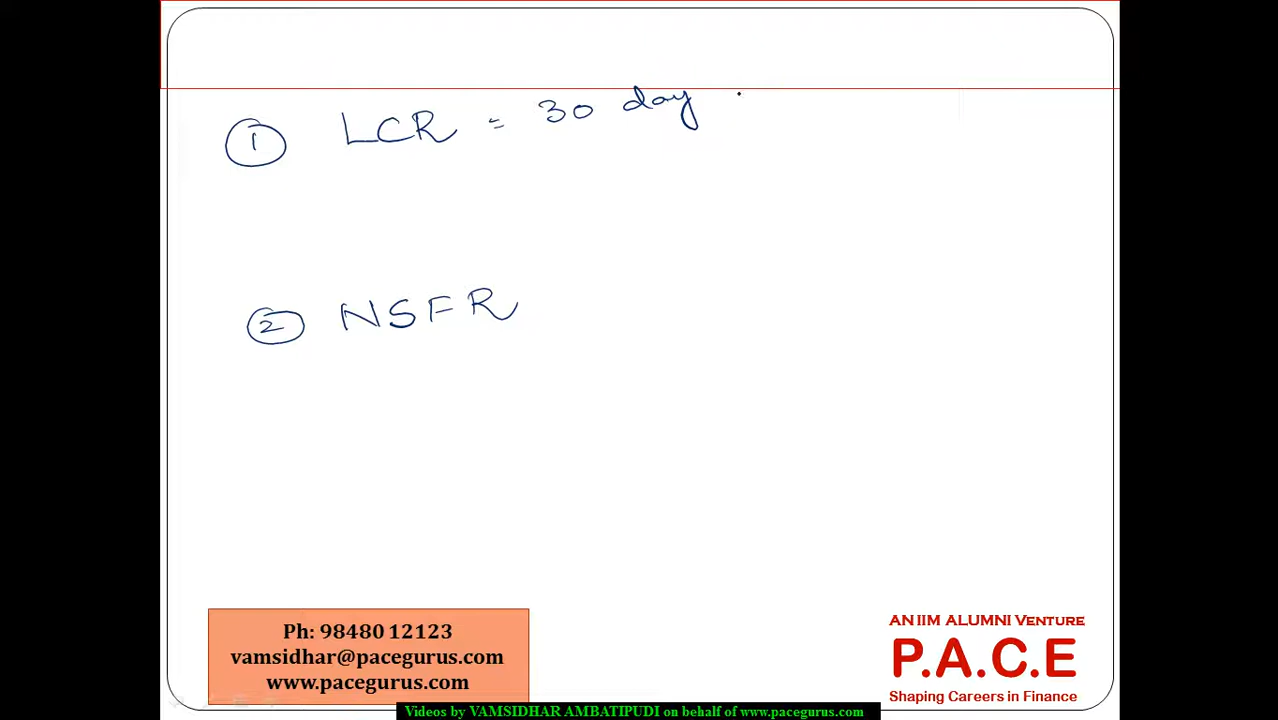 ① LCR = 30 day
② NSFR
Ph: 98480 12123
vamsidhar@pacegurus.com
www.pacegurus.com
AN IIM ALUMNI VENTURE
P.A.C.E
Shaping Careers in Finance
Videos by VAMSIDHAR AMBATIPUDI on behalf of www.pacegurus.com